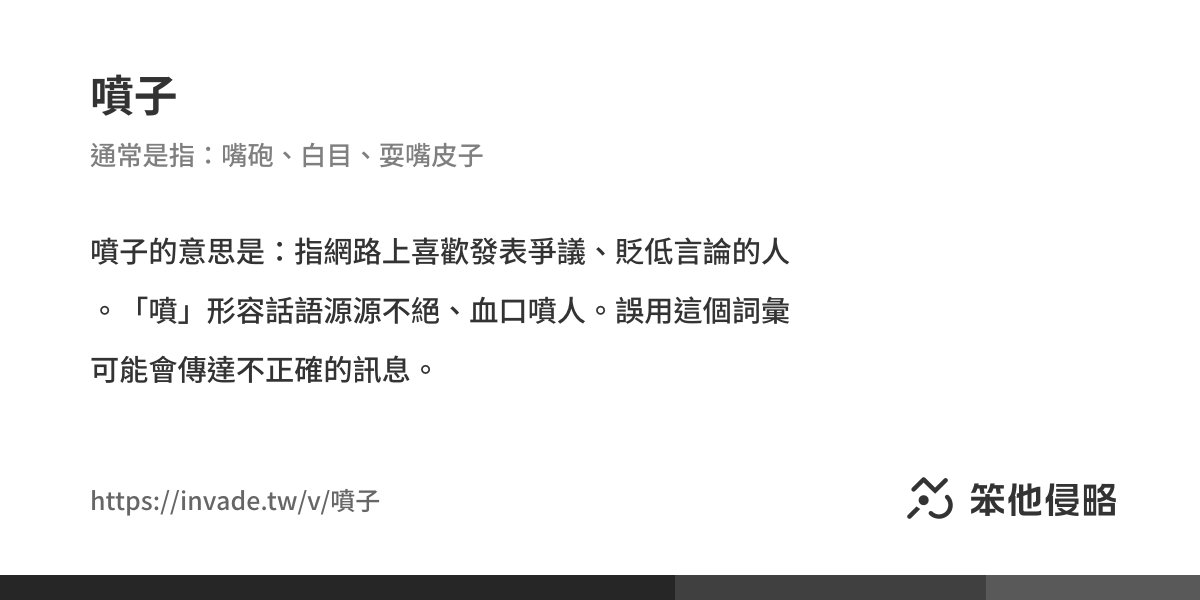 噴子
通常是指：嘴砲、白目、耍嘴皮子
噴子的意思是：指網路上喜歡發表爭議、貶低言論的人
。「噴」形容話語源源不絕、血口噴人。誤用這個詞彙
可能會傳達不正確的訊息。
https://invade.tw/v/噴子
笨他侵略